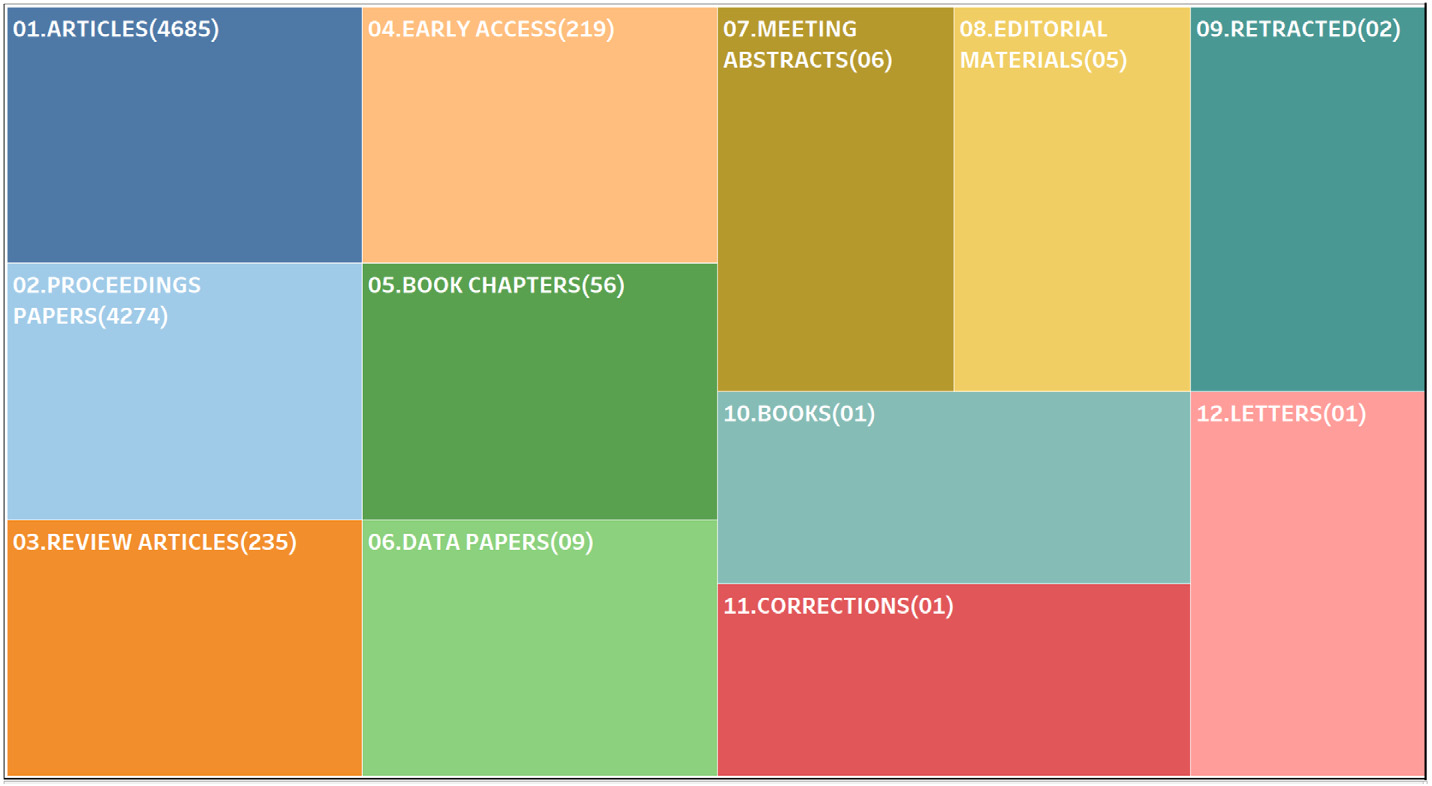 01.ARTICLES(4685)
02.PROCEEDINGS
PAPERS(4274)
03.REVIEW ARTICLES(235)
04.EARLY ACCESS(219)
05.BOOK CHAPTERS(56)
06.DATA PAPERS(09)
07.MEETING
ABSTRACTS(06)
08.EDITORIAL
MATERIALS(05)
09.RETRACTED(02)
10.BOOKS(01)
11.CORRECTIONS(01)
12.LETTERS(01)